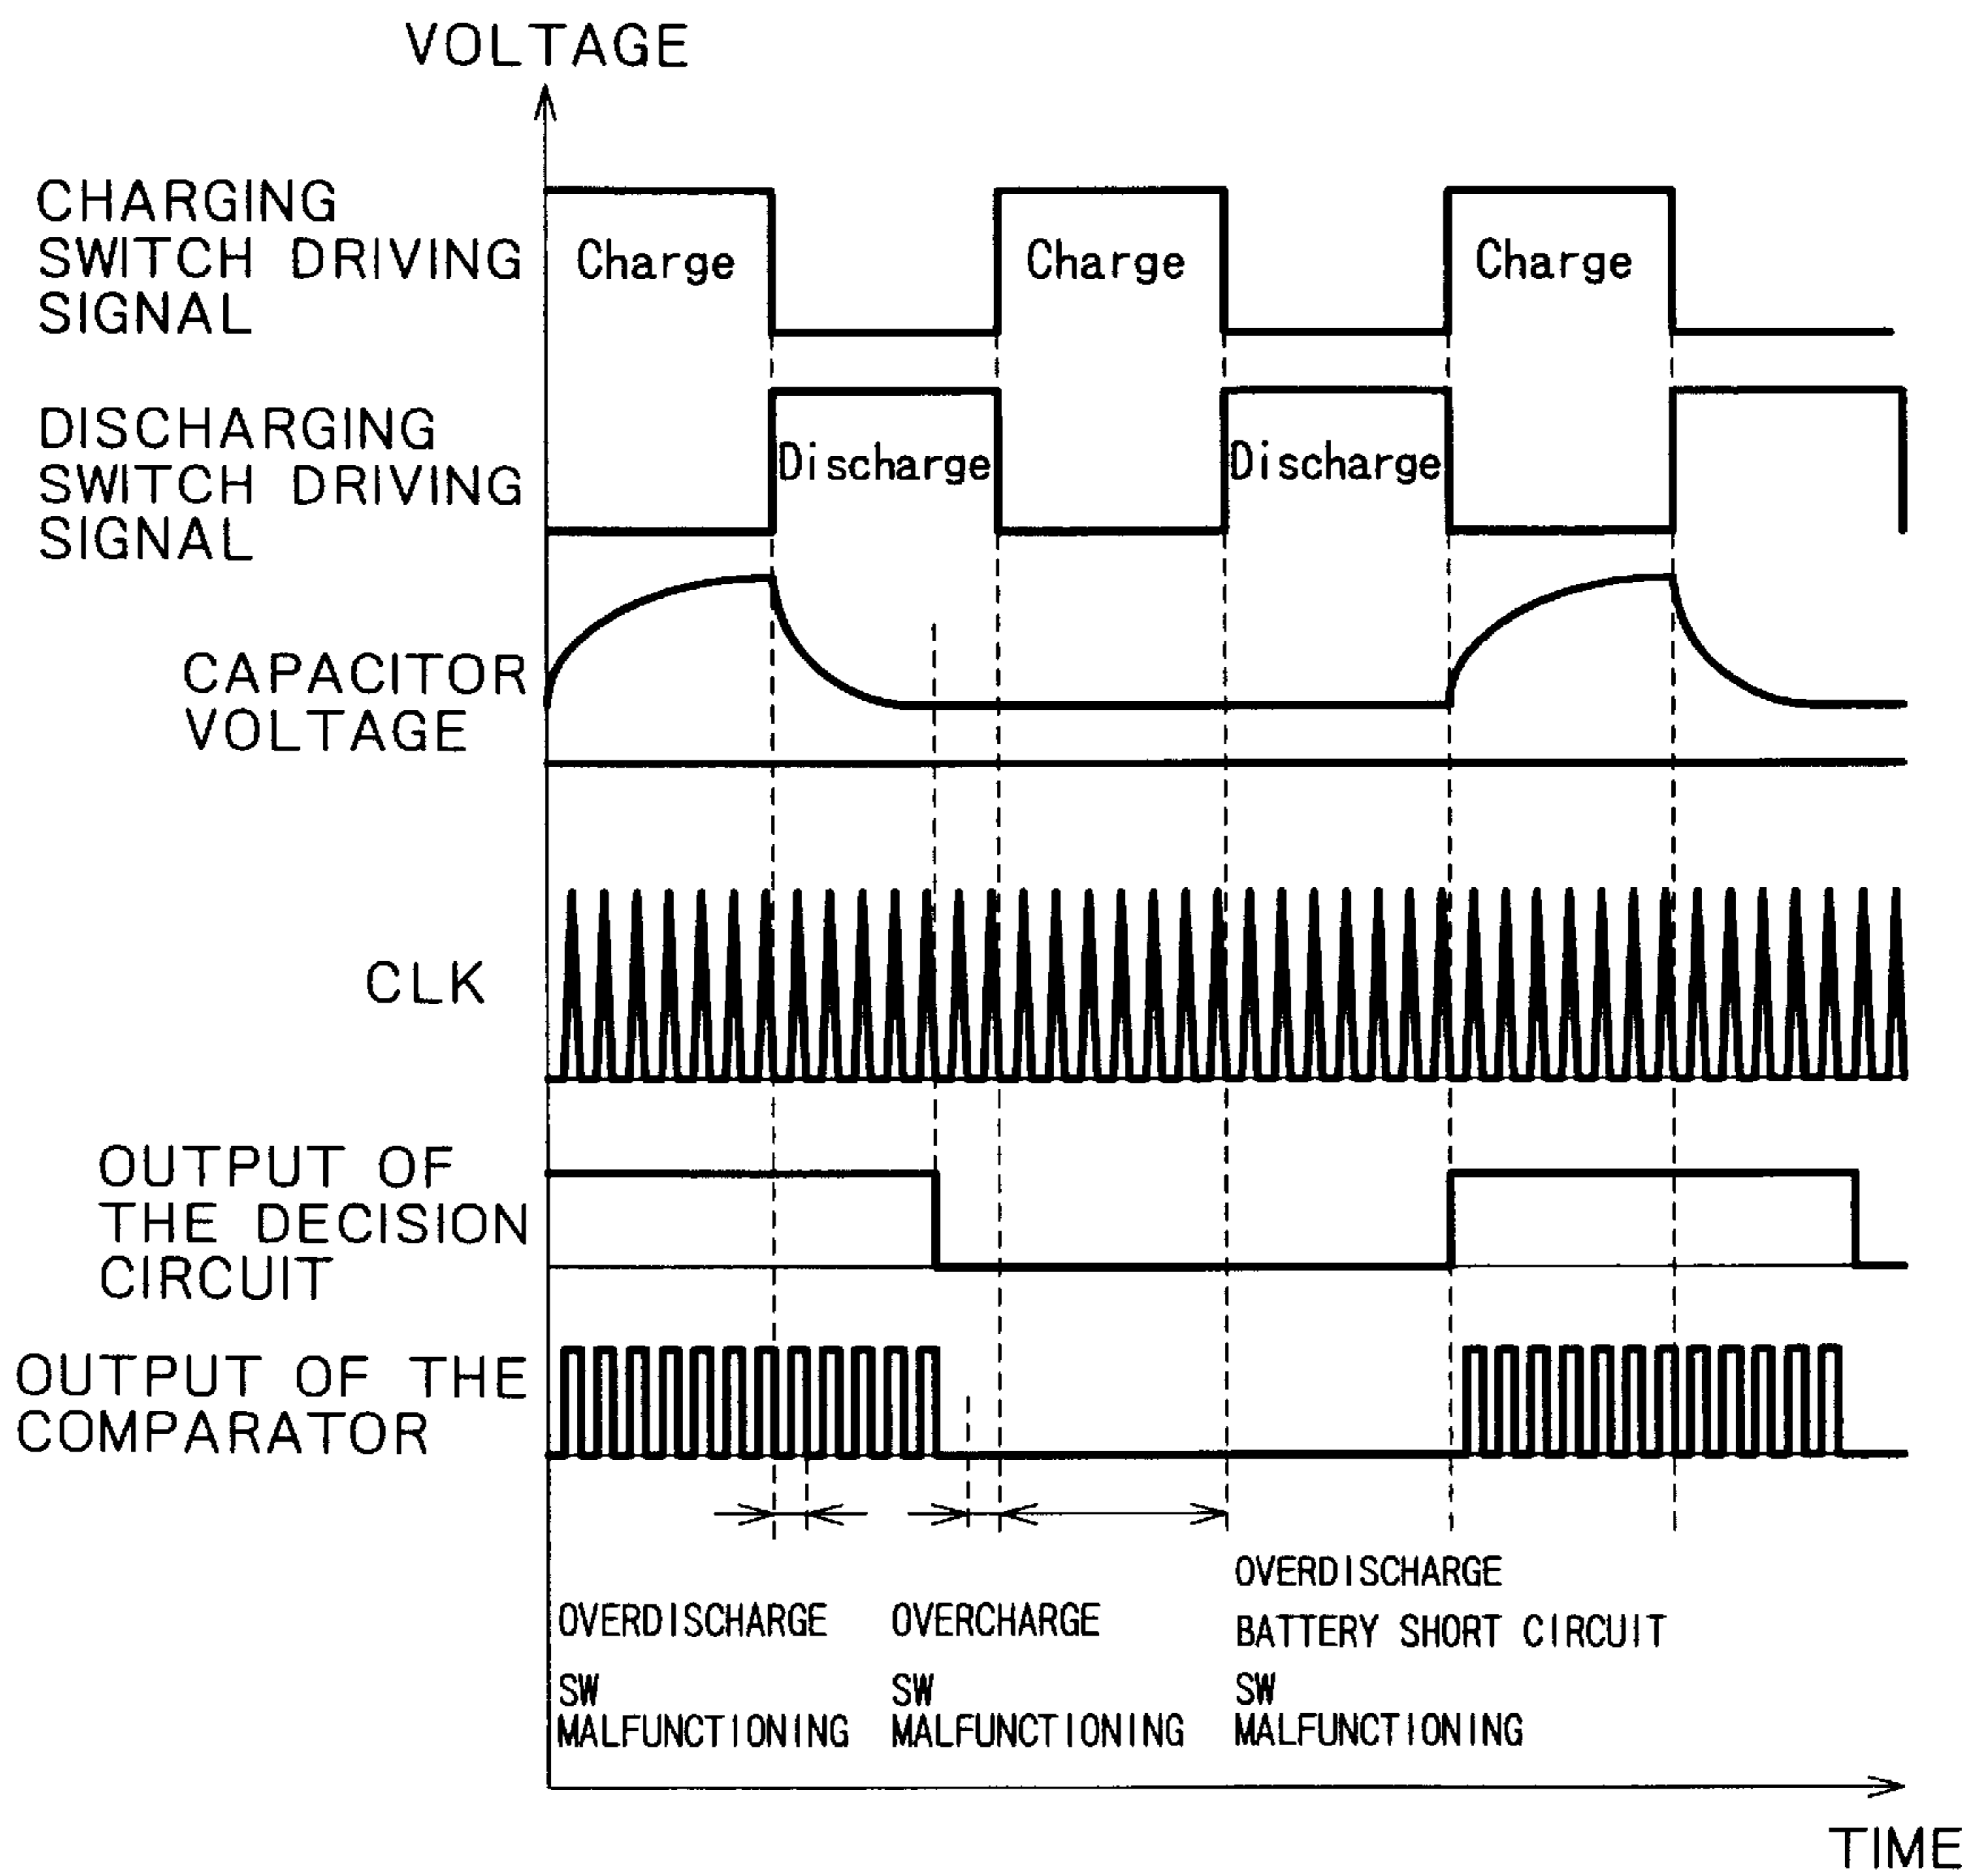 VOLTAGE
CHARGING
SWITCH DRIVING
SIGNAL
Charge
Charge
Charge
DISCHARGING
SWITCH DRIVING
SIGNAL
Discharge
Discharge
CAPACITOR
VOLTAGE
CLK
OUTPUT OF
THE DECISION
CIRCUIT
OUTPUT OF THE
COMPARATOR
OVERDISCHARGE
SW
MALFUNCTIONING
OVERCHARGE
SW
MALFUNCTIONING
OVERDISCHARGE
BATTERY SHORT CIRCUIT
SW
MALFUNCTIONING
TIME